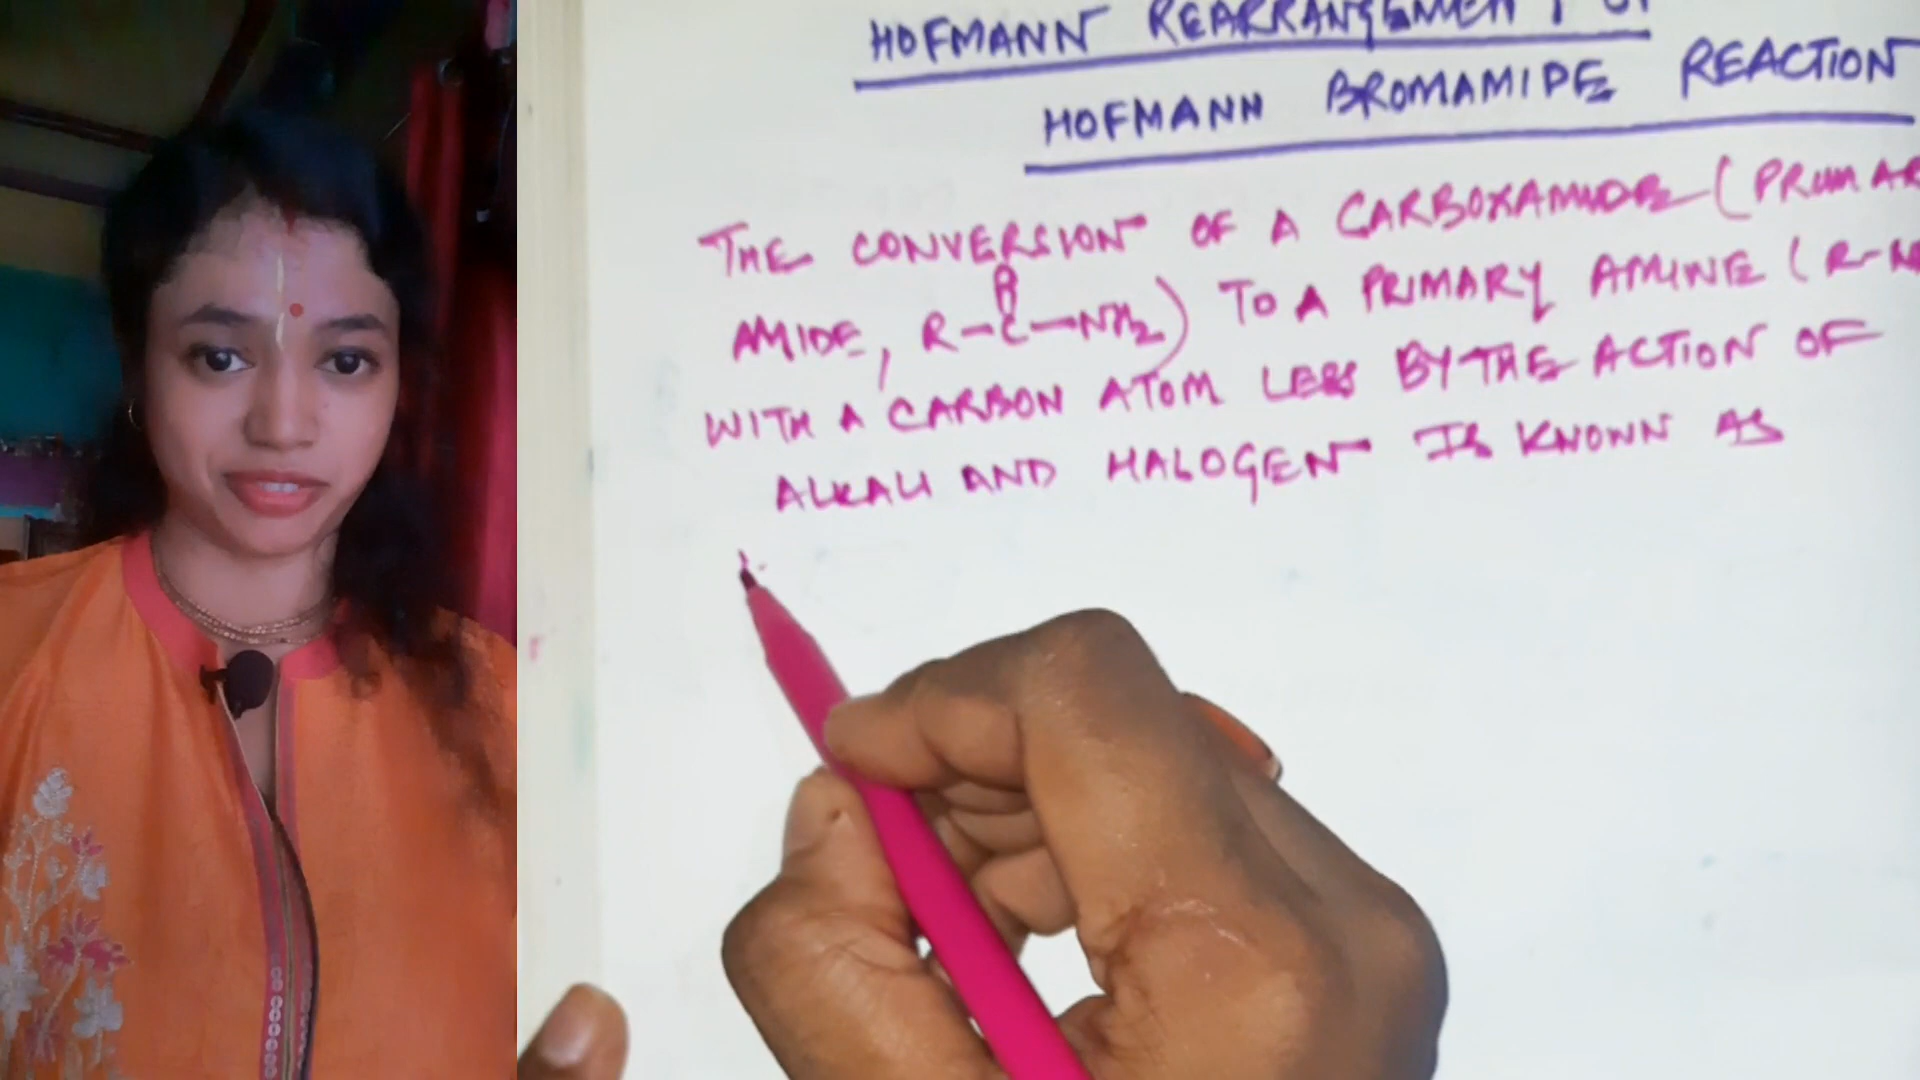 HOFMANN REARRANGEMENT OR
HOFMANN BROMAMIDE REACTION
THE CONVERSION OF A CARBOXAMIDE (PRIMAR
O
AMIDE, R-C-NH2) TO A PRIMARY AMINE (R-N
WITH A CARBON ATOM LESS BY THE ACTION OF
ALKALI AND HALOGEN IS KNOWN AS